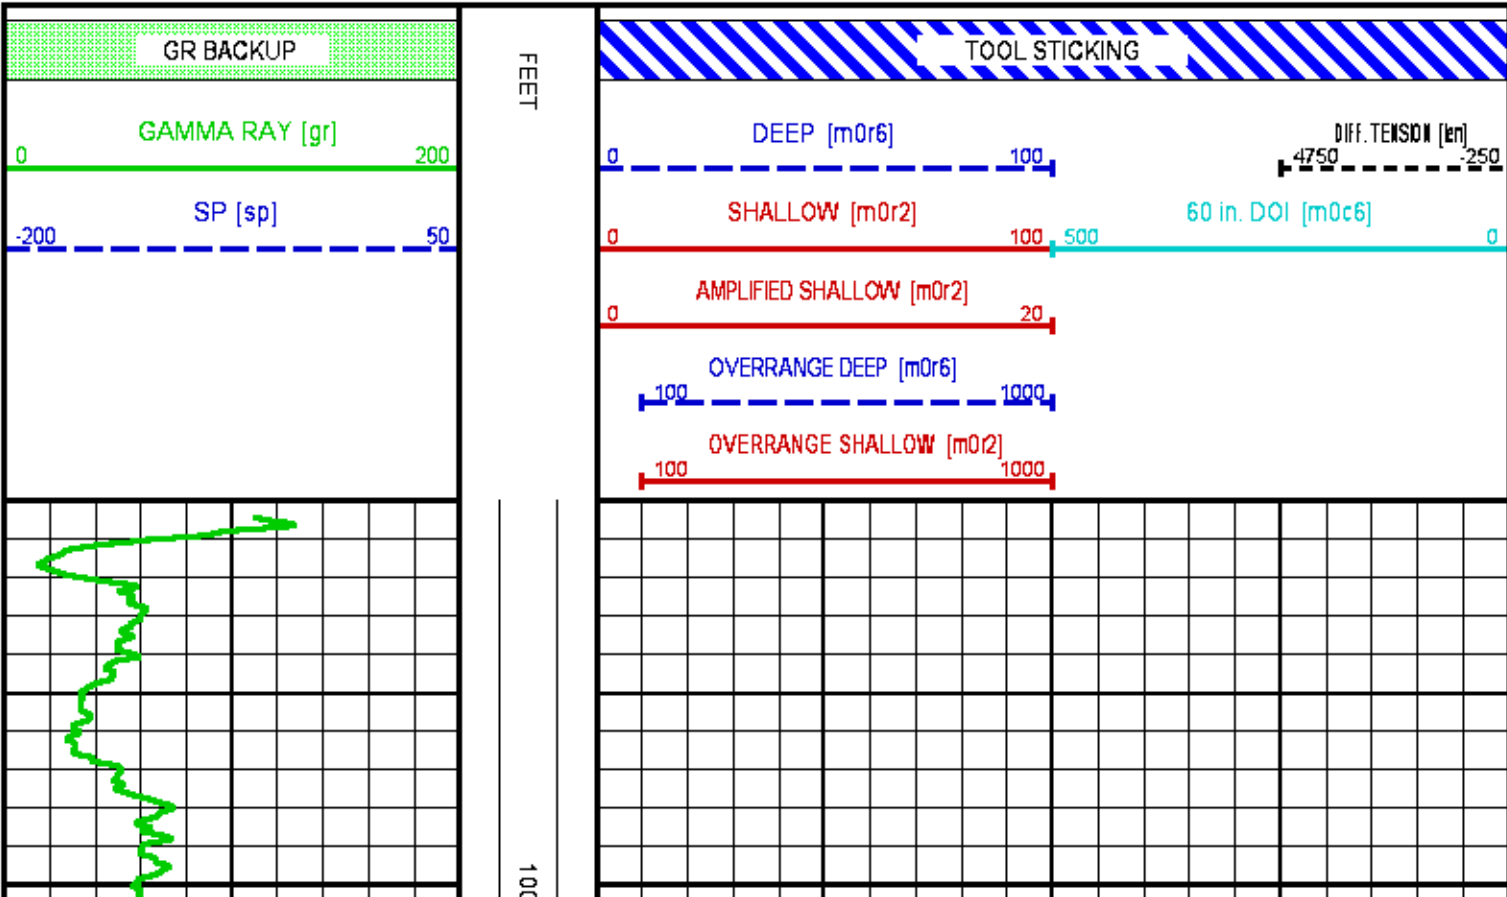 GR BACKUP
GAMMA RAY [gr]
0 200
SP [sp]
-200 50
FEET
100
TOOL STICKING
DEEP [m0r6]
0 100
DIFF. TENSION [ten]
4750 -250
SHALLOW [m0r2]
0 100
60 in. DOI [m0c6]
500 0
AMPLIFIED SHALLOW [m0r2]
0 20
OVERRANGE DEEP [m0r6]
100 1000
OVERRANGE SHALLOW [m0r2]
100 1000